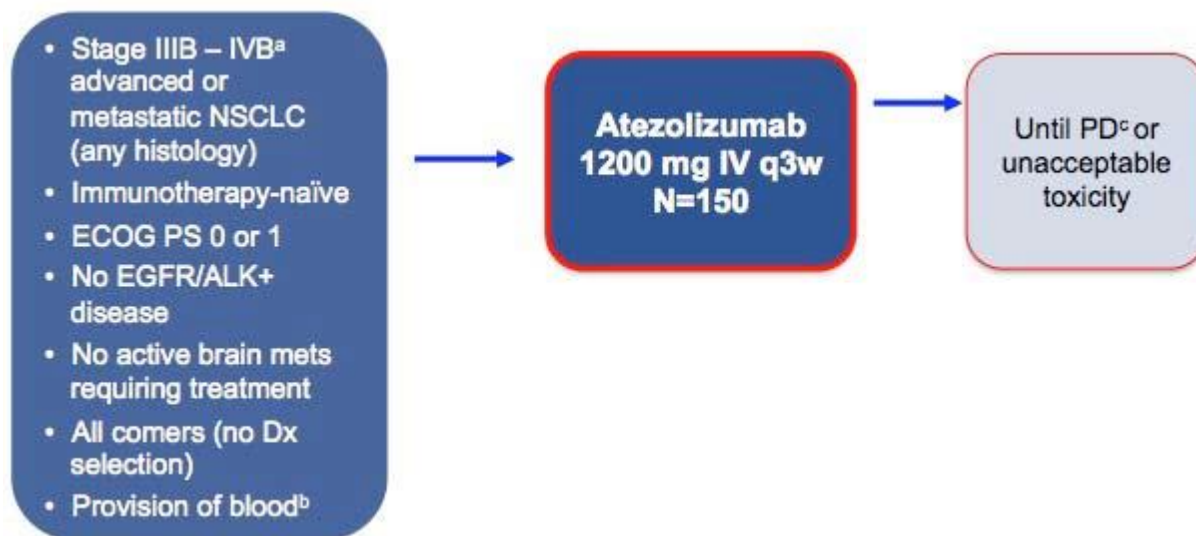 • Stage IIIB – IVBᵃ
advanced or
metastatic NSCLC
(any histology)
• Immunotherapy-naïve
• ECOG PS 0 or 1
• No EGFR/ALK+
disease
• No active brain mets
requiring treatment
• All comers (no Dx
selection)
• Provision of bloodᵇ
Atezolizumab
1200 mg IV q3w
N=150
Until PDᶜ or
unacceptable
toxicity